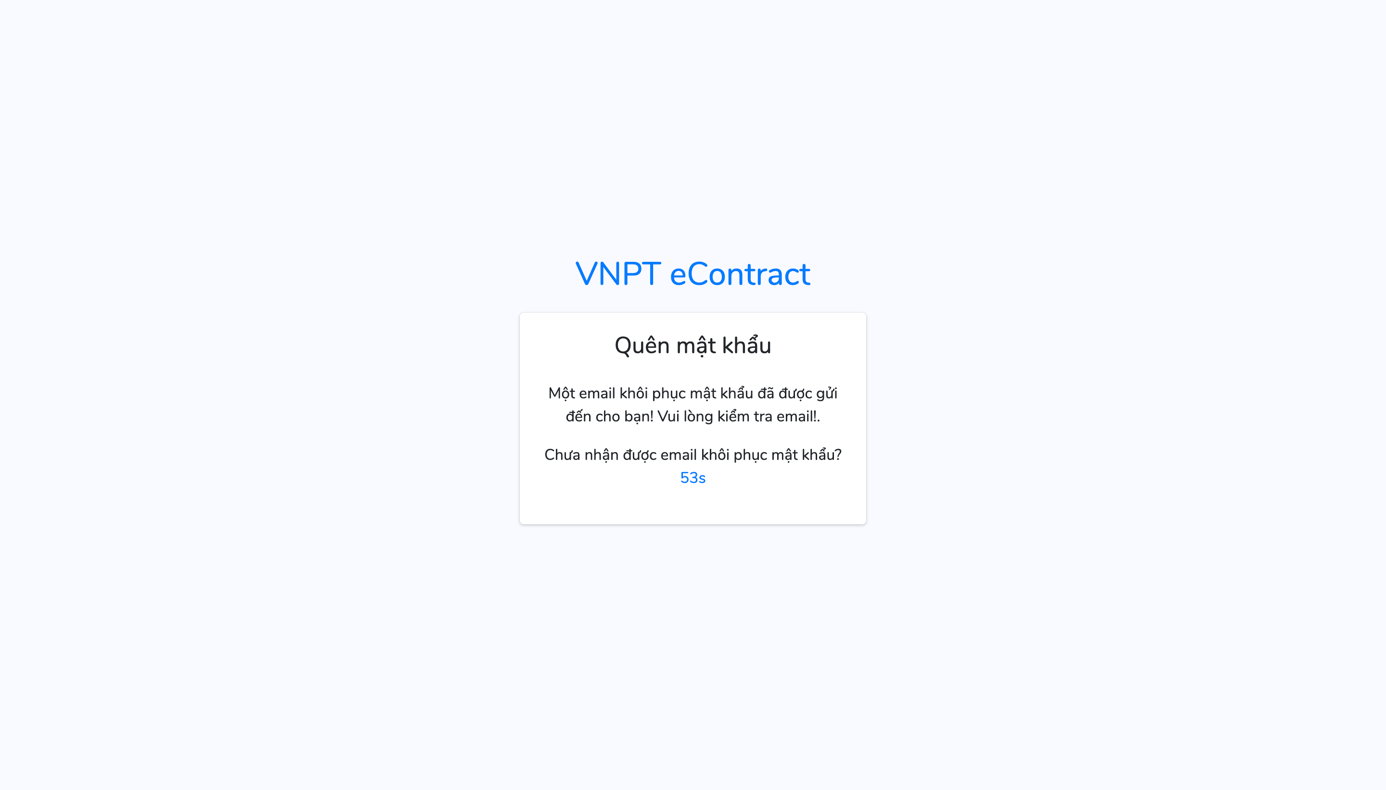 VNPT eContract
Quên mật khẩu
Một email khôi phục mật khẩu đã được gửi
đến cho bạn! Vui lòng kiểm tra email!.
Chưa nhận được email khôi phục mật khẩu?
53s